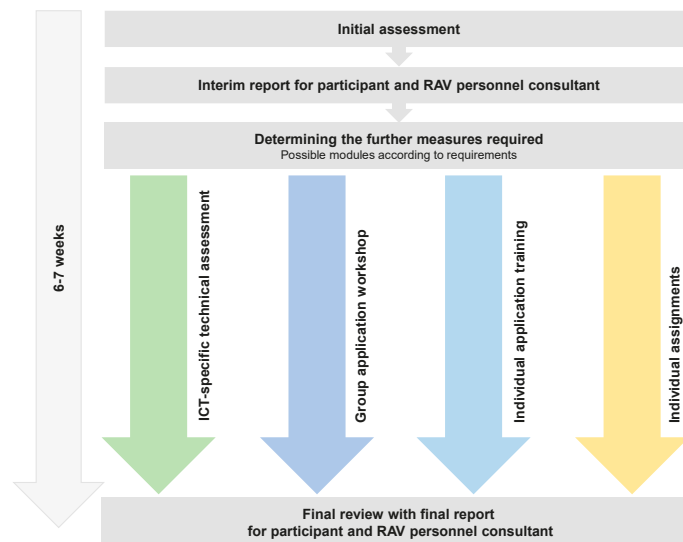 Initial assessment
Interim report for participant and RAV personnel consultant
Determining the further measures required
Possible modules according to requirements
6-7 weeks
ICT-specific technical assessment
Group application workshop
Individual application training
Individual assignments
Final review with final report
for participant and RAV personnel consultant